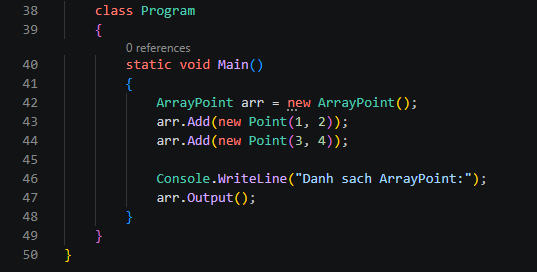 38 class Program
39 {
0 references
40 static void Main()
41 {
42 ArrayPoint arr = new ArrayPoint();
43 arr.Add(new Point(1, 2));
44 arr.Add(new Point(3, 4));
45
46 Console.WriteLine("Danh sach ArrayPoint:");
47 arr.Output();
48 }
49 }
50 }